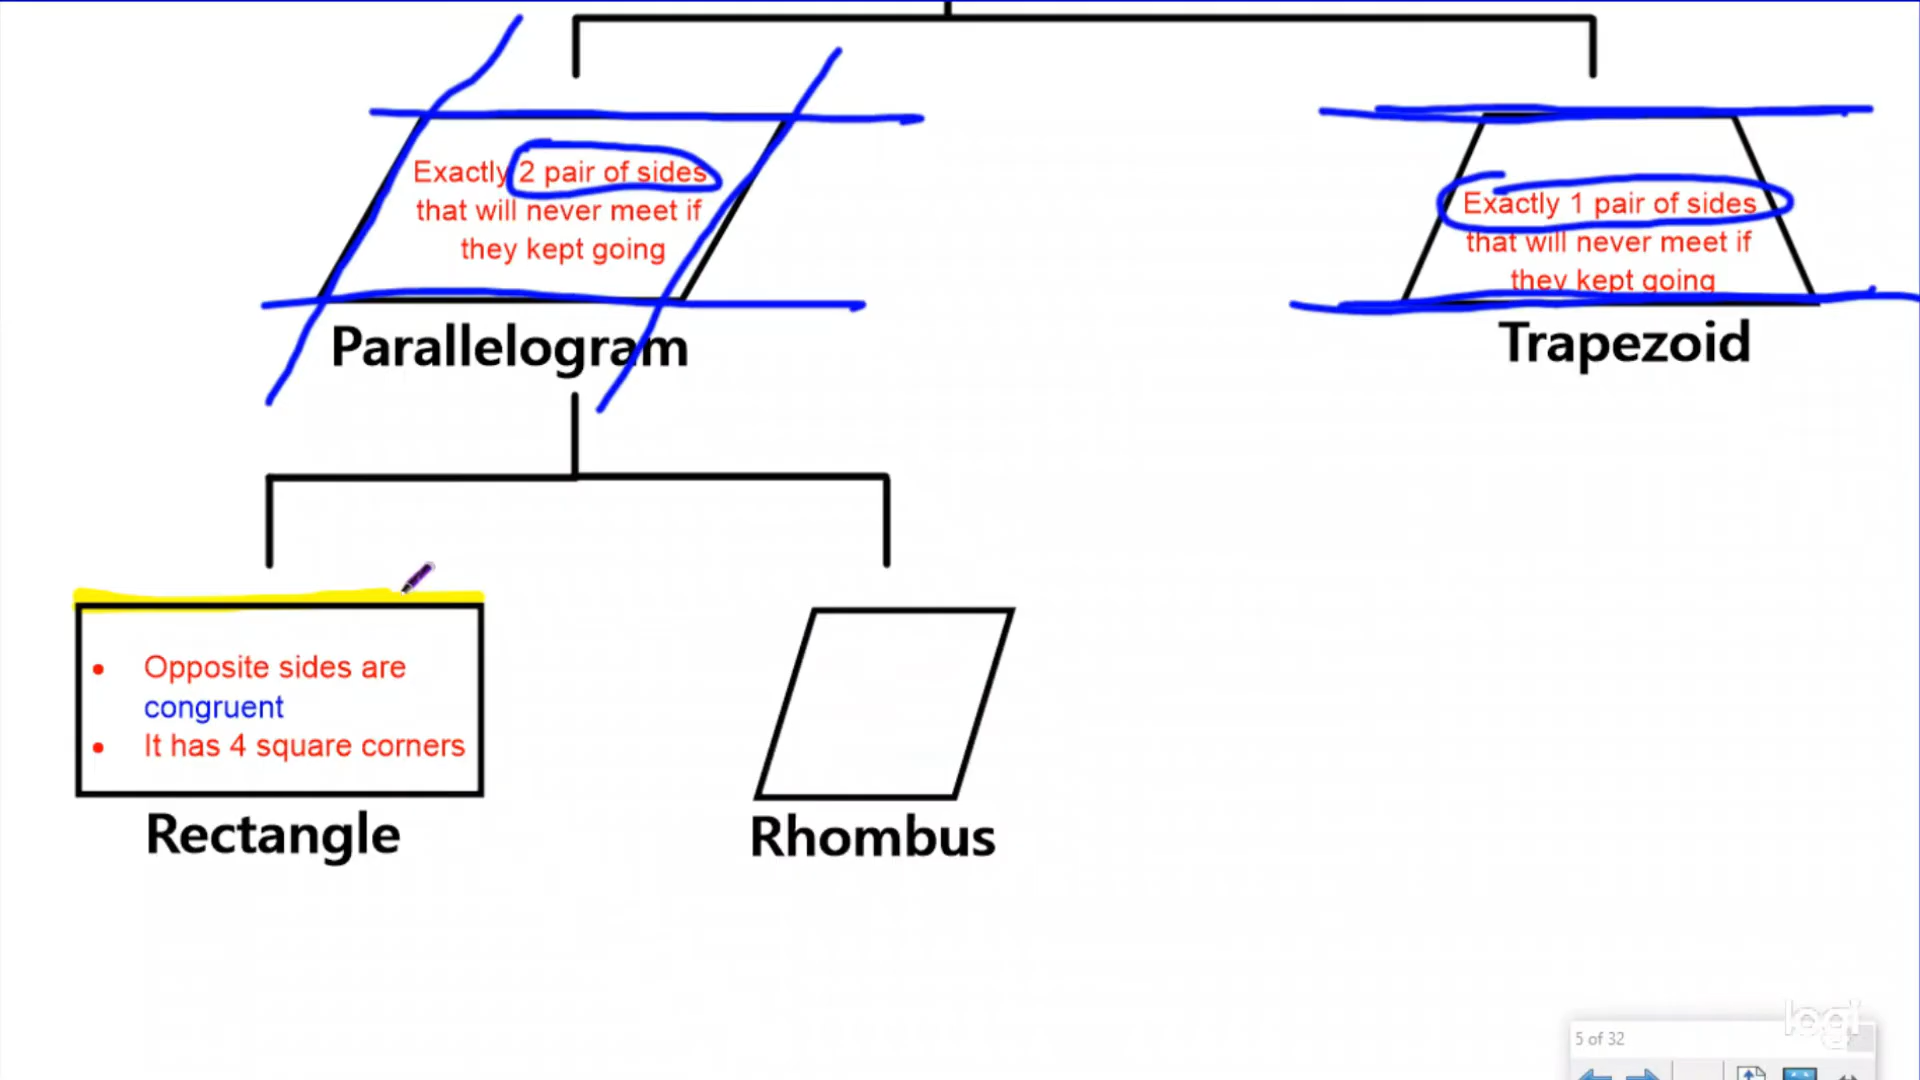 Exactly 2 pair of sides
that will never meet if
they kept going
Parallelogram
Exactly 1 pair of sides
that will never meet if
they kept going
Trapezoid
• Opposite sides are
congruent
• It has 4 square corners
Rectangle
Rhombus
logi
5 of 32